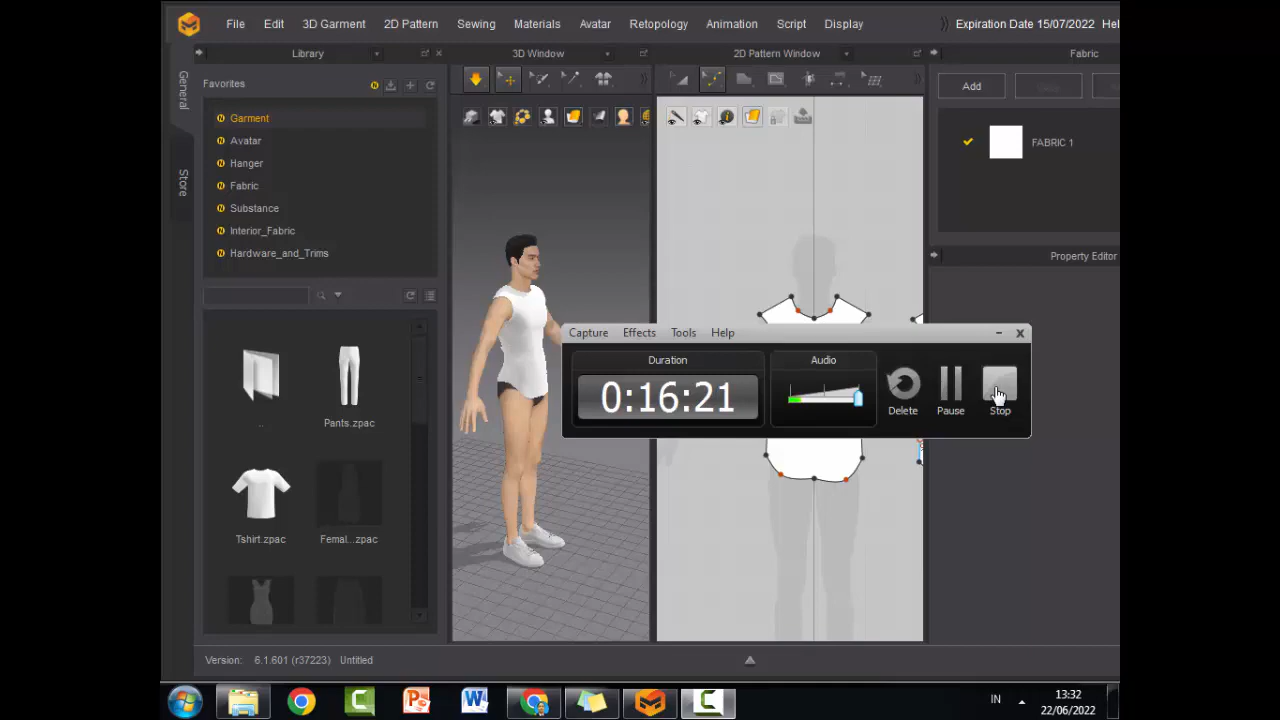 File Edit 3D Garment 2D Pattern Sewing Materials Avatar Retopology Animation Script Display Expiration Date 15/07/2022 Hel
Library 3D Window 2D Pattern Window Fabric
General
Store
Favorites
Garment
Avatar
Hanger
Fabric
Substance
Interior_Fabric
Hardware_and_Trims
..
Pants.zpac
Tshirt.zpac
Femal...zpac
Add
FABRIC 1
Property Editor
Capture Effects Tools Help
Duration
0:16:21
Audio
Delete
Pause
Stop
Version: 6.1.601 (r37223) Untitled
IN
13:32
22/06/2022